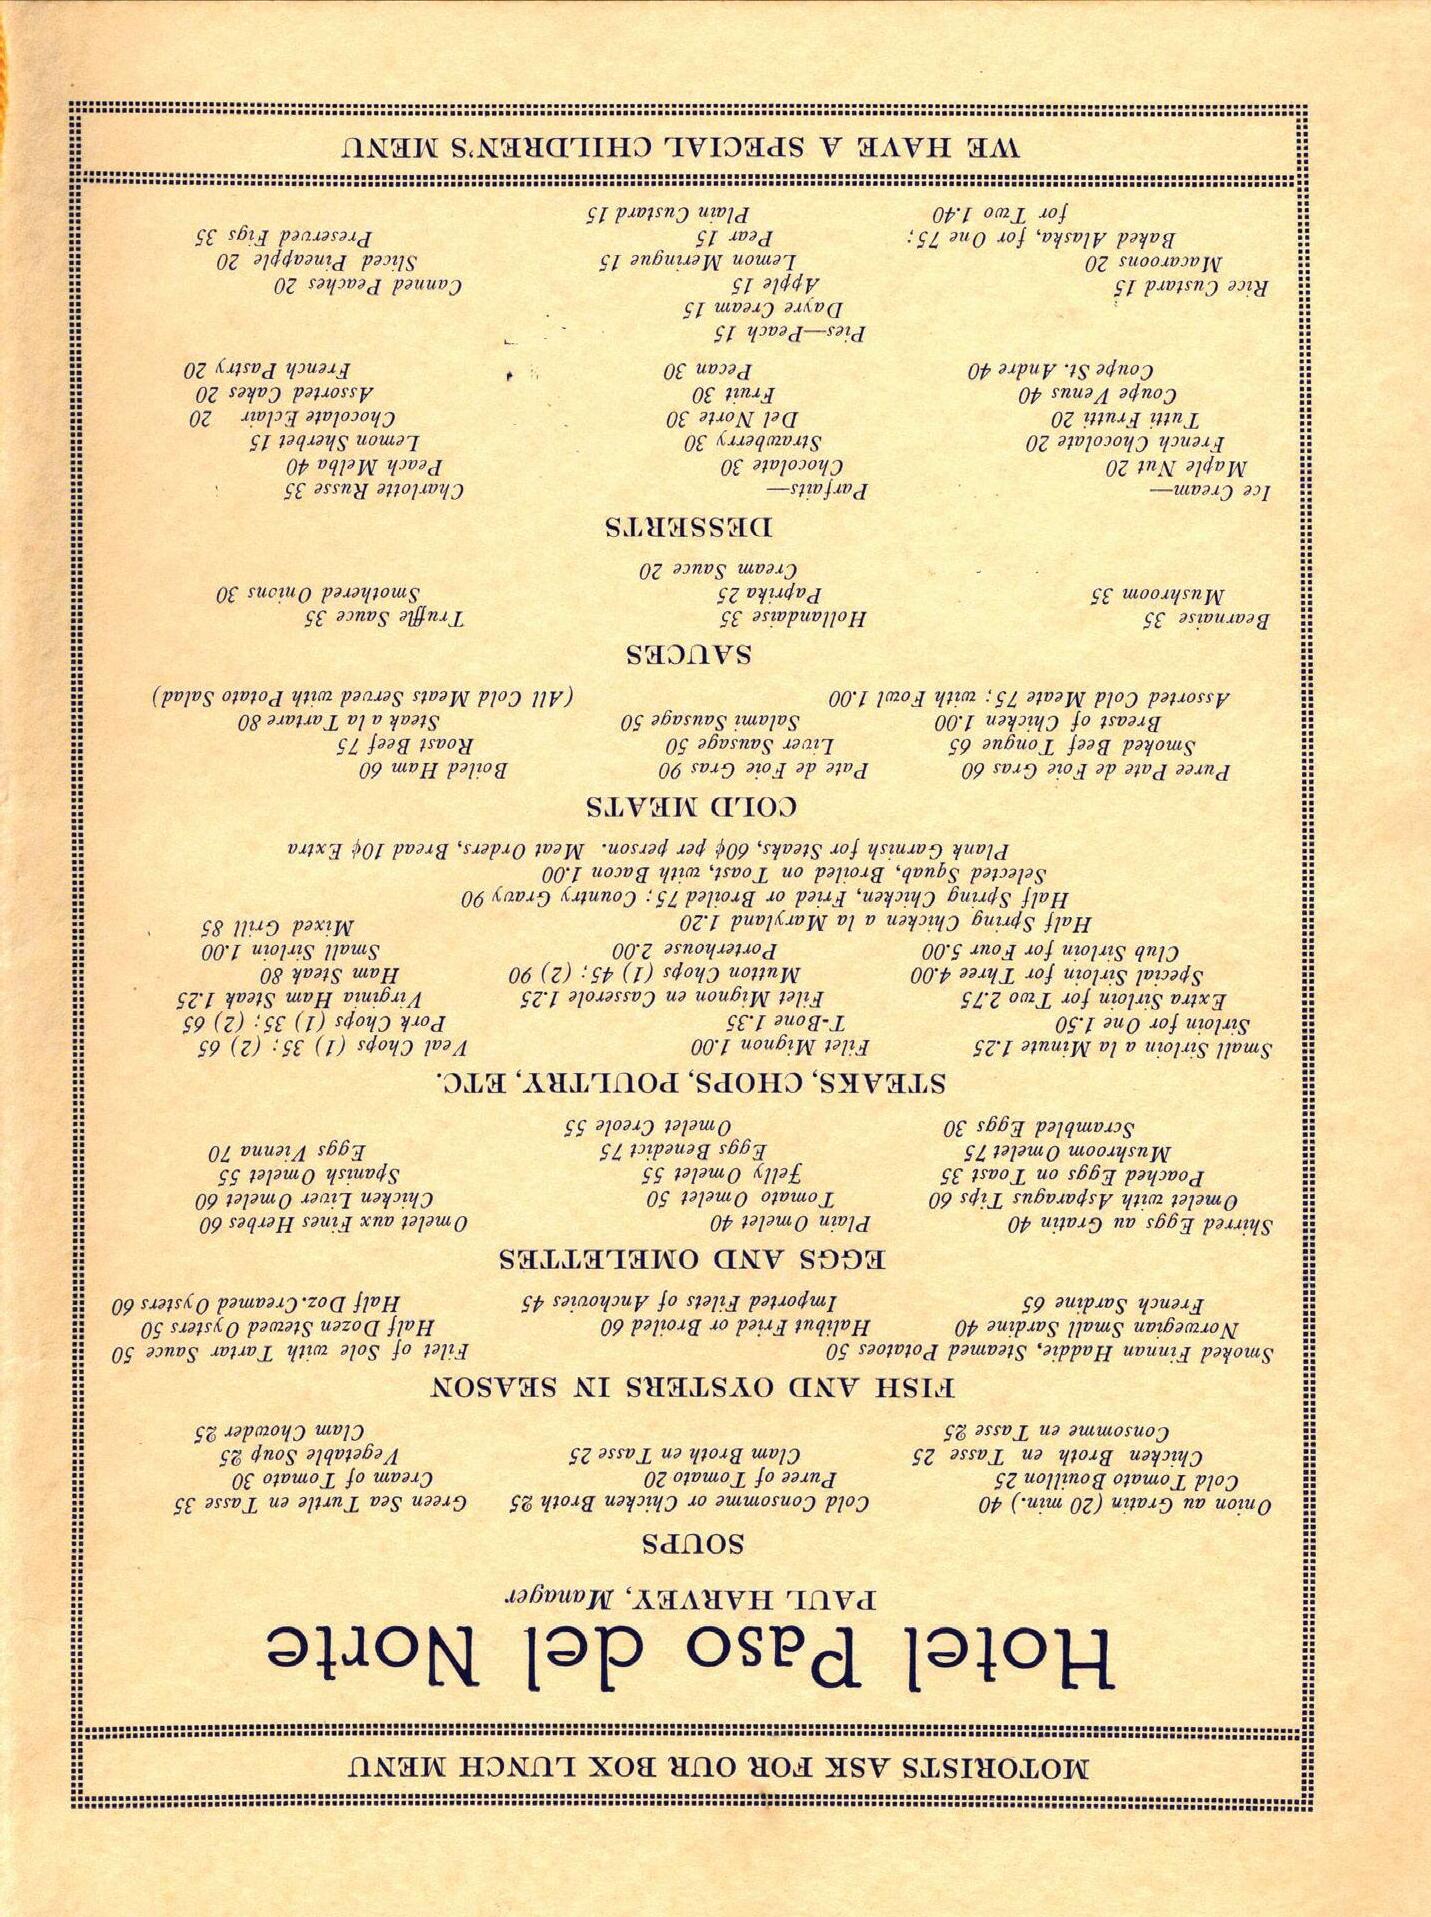 MOTORISTS ASK FOR OUR BOX LUNCH MENU
Hotel Paso del Norte
PAUL HARVEY, Manager
SOUPS
Onion au Gratin (20 min.) 40
Cold Tomato Bouillon 25
Chicken Broth en Tasse 25
Consomme en Tasse 25
Cold Consomme or Chicken Broth 25
Puree of Tomato 20
Clam Broth en Tasse 25
Green Sea Turtle en Tasse 35
Cream of Tomato 30
Vegetable Soup 25
Clam Chowder 25
FISH AND OYSTERS IN SEASON
Smoked Finnan Haddie, Steamed Potatoes 50
Norwegian Small Sardine 40
French Sardine 65
Halibut Fried or Broiled 60
Imported Filets of Anchovies 45
Filet of Sole with Tartar Sauce 50
Half Dozen Stewed Oysters 50
Half Doz. Creamed Oysters 60
EGGS AND OMELETTES
Shirred Eggs au Gratin 40
Omelet with Asparagus Tips 60
Poached Eggs on Toast 35
Mushroom Omelet 75
Scrambled Eggs 30
Plain Omelet 40
Tomato Omelet 50
Jelly Omelet 55
Eggs Benedict 75
Omelet Creole 55
Omelet aux Fines Herbes 60
Chicken Liver Omelet 60
Spanish Omelet 55
Eggs Vienna 70
STEAKS, CHOPS, POULTRY, ETC.
Small Sirloin a la Minute 1.25
Sirloin for One 1.50
Extra Sirloin for Two 2.75
Special Sirloin for Three 4.00
Club Sirloin for Four 5.00
Filet Mignon 1.00
T-Bone 1.35
Filet Mignon en Casserole 1.25
Mutton Chops (1) 45; (2) 90
Porterhouse 2.00
Veal Chops (1) 35; (2) 65
Pork Chops (1) 35; (2) 65
Virginia Ham Steak 1.25
Ham Steak 80
Small Sirloin 1.00
Mixed Grill 85
Half Spring Chicken a la Maryland 1.20
Half Spring Chicken, Fried or Broiled 75; Country Gravy 90
Selected Squab, Broiled on Toast, with Bacon 1.00
Plank Garnish for Steaks, 60¢ per person. Meat Orders, Bread 10¢ Extra
COLD MEATS
Puree Pate de Foie Gras 60
Smoked Beef Tongue 65
Breast of Chicken 1.00
Assorted Cold Meats 75; with Fowl 1.00
Pate de Foie Gras 90
Liver Sausage 50
Salami Sausage 50
Boiled Ham 60
Roast Beef 75
Steak a la Tartare 80
(All Cold Meats Served with Potato Salad)
SAUCES
Bearnaise 35
Mushroom 35
Hollandaise 35
Paprika 25
Cream Sauce 20
Truffle Sauce 35
Smothered Onions 30
DESSERTS
Ice Cream—
Maple Nut 20
French Chocolate 20
Tutti Frutti 20
Coupe Venus 40
Coupe St. Andre 40
Parfaits—
Chocolate 30
Strawberry 30
Del Norte 30
Fruit 30
Pecan 30
Charlotte Russe 35
Peach Melba 40
Lemon Sherbet 15
Chocolate Eclair 20
Assorted Cakes 20
French Pastry 20
Rice Custard 15
Macaroons 20
Baked Alaska, for One 75;
for Two 1.40
Pies—Peach 15
Dayre Cream 15
Apple 15
Lemon Meringue 15
Pear 15
Plain Custard 15
Canned Peaches 20
Sliced Pineapple 20
Preserved Figs 35
WE HAVE A SPECIAL CHILDREN'S MENU